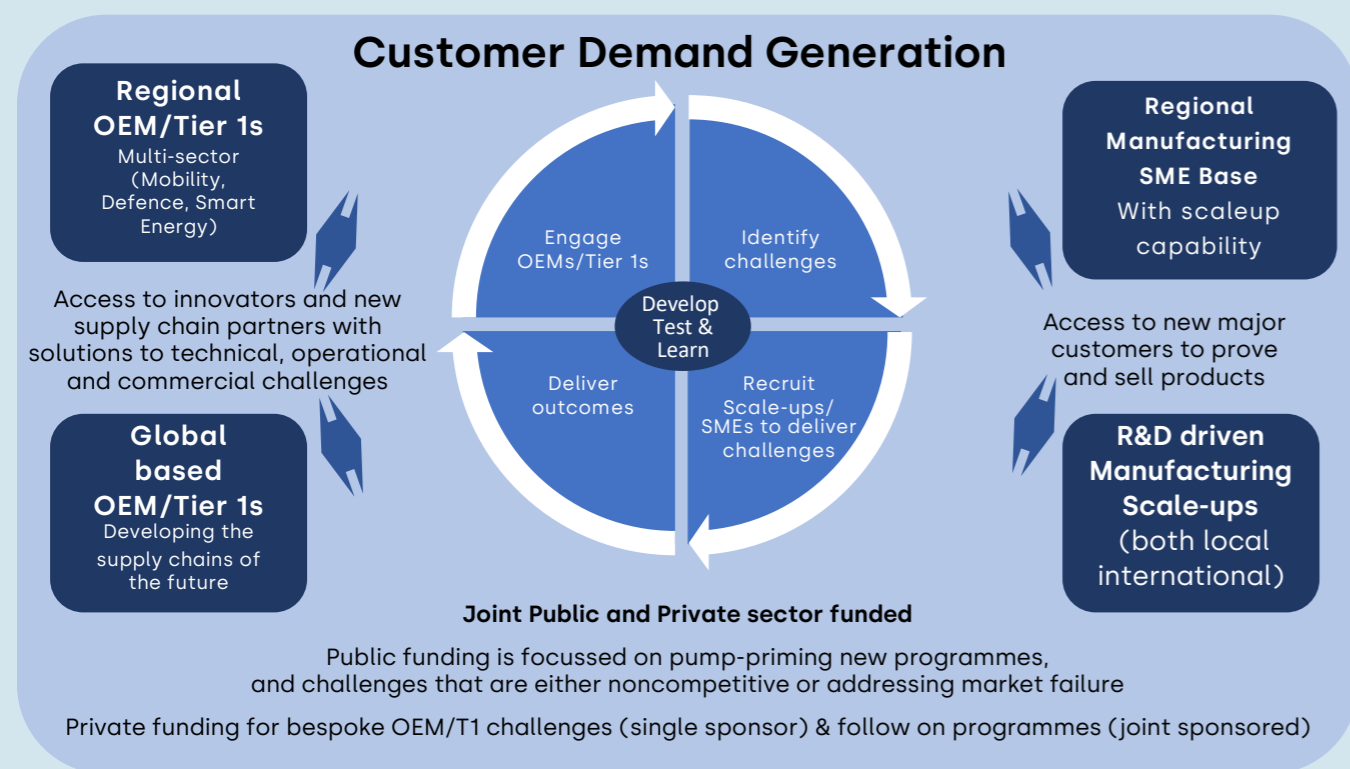 Customer Demand Generation
Regional
OEM/Tier 1s
Multi-sector
(Mobility,
Defence, Smart
Energy)
Access to innovators and new
supply chain partners with
solutions to technical, operational
and commercial challenges
Global
based
OEM/Tier 1s
Developing the
supply chains of
the future
Engage
OEMs/Tier 1s
Identify
challenges
Develop
Test &
Learn
Deliver
outcomes
Recruit
Scale-ups/
SMEs to deliver
challenges
Regional
Manufacturing
SME Base
With scaleup
capability
Access to new major
customers to prove
and sell products
R&D driven
Manufacturing
Scale-ups
(both local
international)
Joint Public and Private sector funded
Public funding is focussed on pump-priming new programmes,
and challenges that are either noncompetitive or addressing market failure
Private funding for bespoke OEM/T1 challenges (single sponsor) & follow on programmes (joint sponsored)